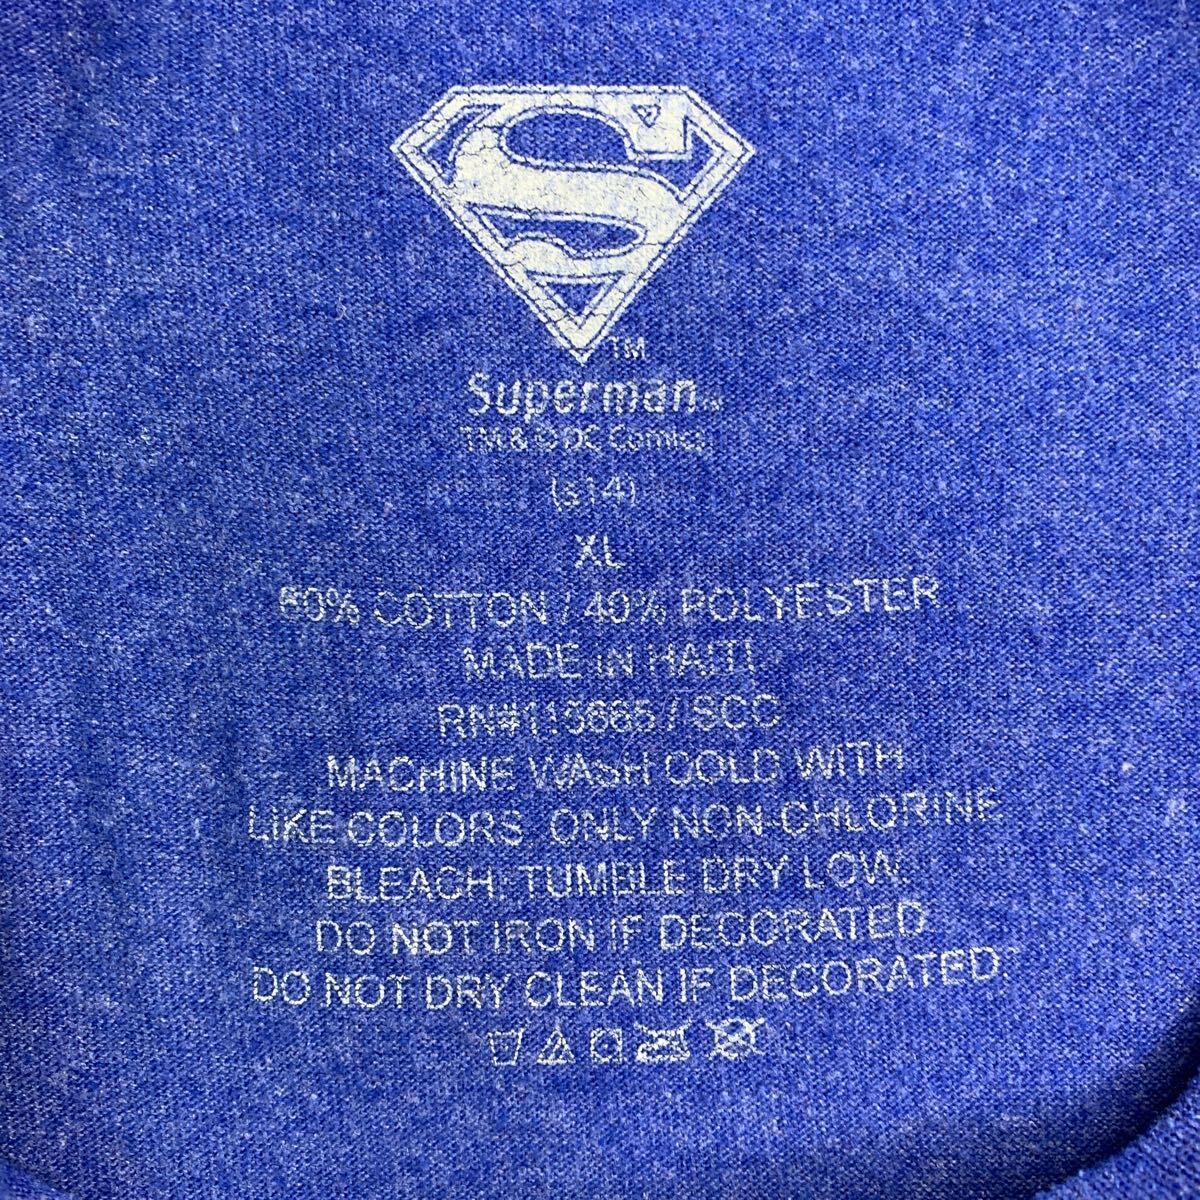 S
TM
Superman™
TM & © DC Comics
(s14)
XL
60% COTTON / 40% POLYESTER
MADE IN HAITI
RN#115665 / SCC
MACHINE WASH COLD WITH
LIKE COLORS. ONLY NON-CHLORINE
BLEACH. TUMBLE DRY LOW.
DO NOT IRON IF DECORATED
DO NOT DRY CLEAN IF DECORATED.